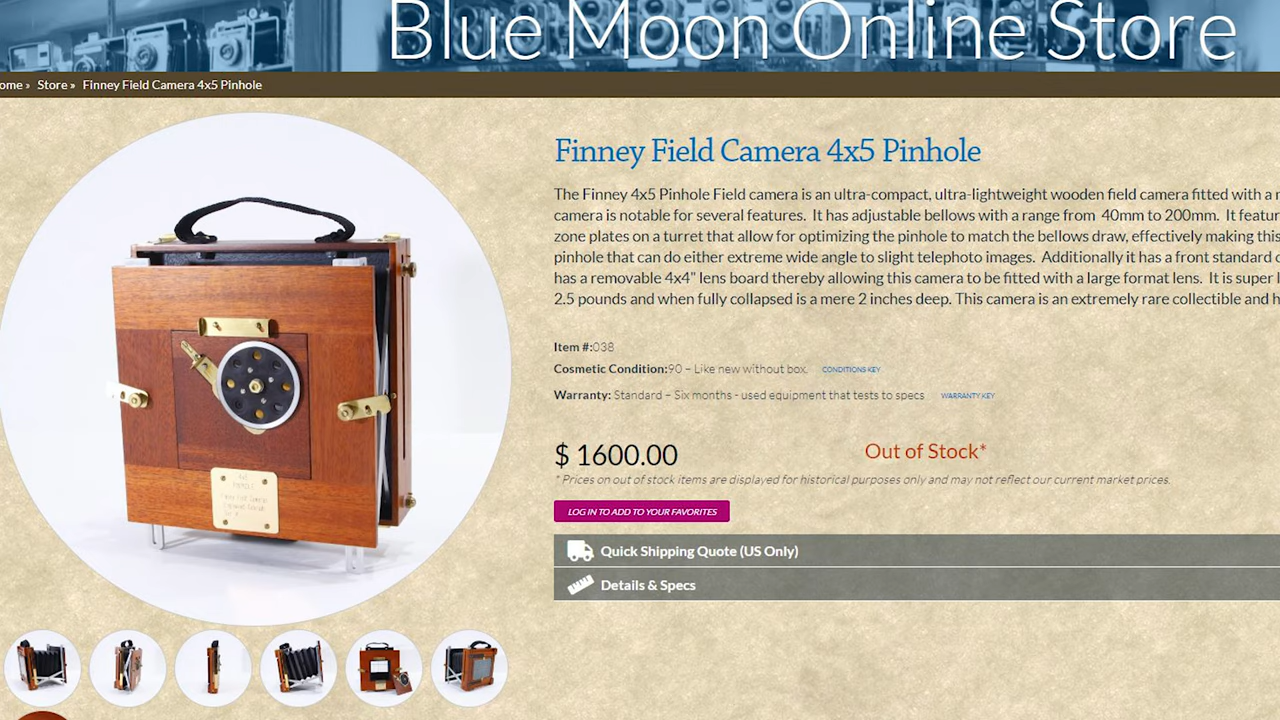 Blue Moon Online Store
ome » Store » Finney Field Camera 4x5 Pinhole
Finney Field Camera 4x5 Pinhole
The Finney 4x5 Pinhole Field camera is an ultra-compact, ultra-lightweight wooden field camera fitted with a
camera is notable for several features. It has adjustable bellows with a range from 40mm to 200mm. It featur
zone plates on a turret that allow for optimizing the pinhole to match the bellows draw, effectively making this
pinhole that can do either extreme wide angle to slight telephoto images. Additionally it has a front standard
has a removable 4x4" lens board thereby allowing this camera to be fitted with a large format lens. It is super
2.5 pounds and when fully collapsed is a mere 2 inches deep. This camera is an extremely rare collectible and
Item #:038
Cosmetic Condition:90 – Like new without box. CONDITIONS KEY
Warranty: Standard – Six months - used equipment that tests to specs WARRANTY KEY
$ 1600.00 Out of Stock*
* Prices on out of stock items are displayed for historical purposes only and may not reflect our current market prices.
LOG IN TO ADD TO YOUR FAVORITES
Quick Shipping Quote (US Only)
Details & Specs